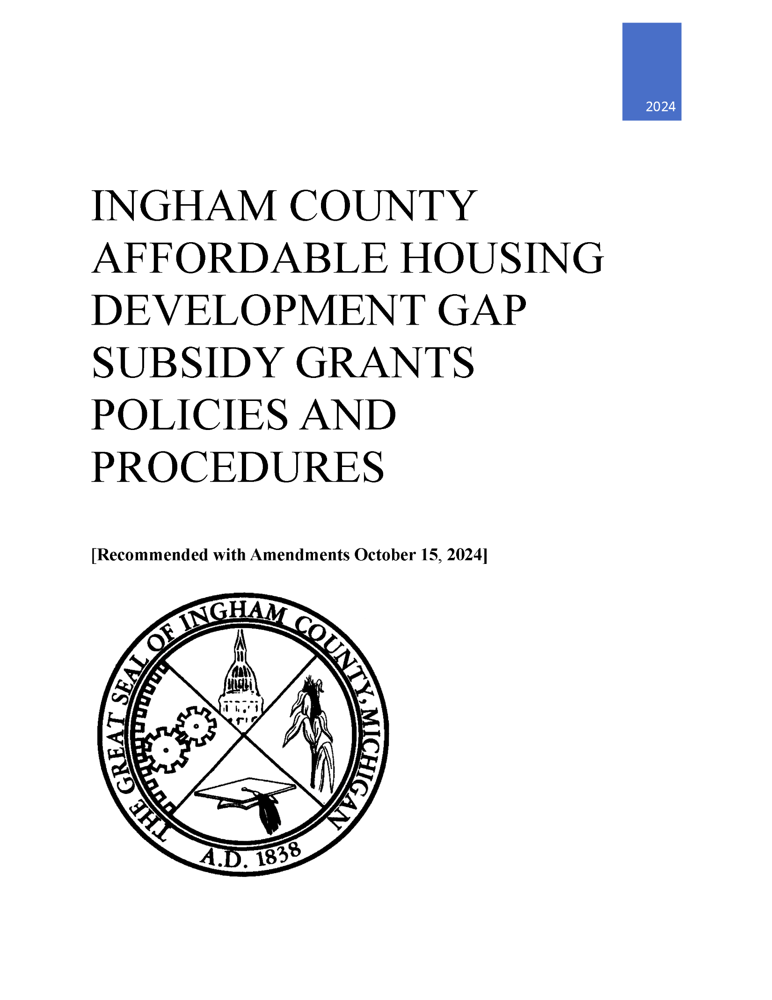 2024
INGHAM COUNTY
AFFORDABLE HOUSING
DEVELOPMENT GAP
SUBSIDY GRANTS
POLICIES AND
PROCEDURES
[Recommended with Amendments October 15, 2024]
THE GREAT SEAL OF INGHAM COUNTY, MICHIGAN
A.D. 1838